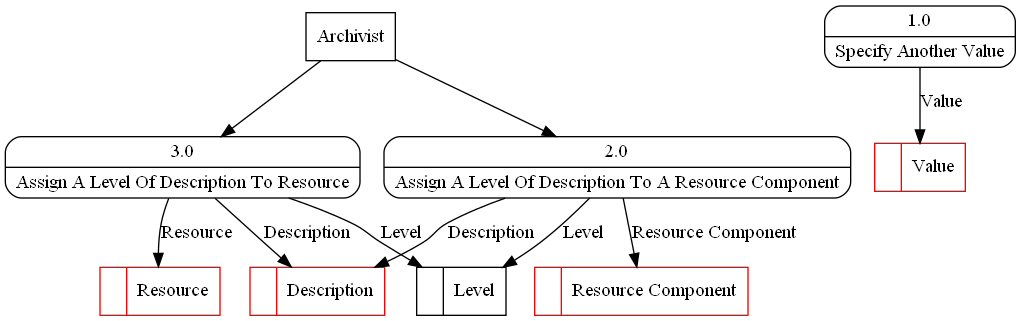 1.0
Archivist
Specify Another Value
Value
3.0
2.0
Value
Assign A Level Of Description To Resource
Assign A Level Of Description To A Resource Component
Resource
Description
Level
Description
Level
Resource Component
Resource
Description
Level
Resource Component